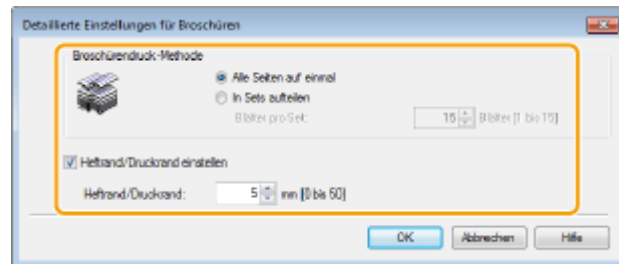 Detaillierte Einstellungen für Broschüren
Broschürendruck-Methode
Alle Seiten auf einmal
In Sets aufteilen
Blätter pro Set: 15 Blätter [1 bis 15]
Heftrand/Druckrand einstellen
Heftrand/Druckrand: 5 mm [0 bis 50]
OK Abbrechen Hilfe